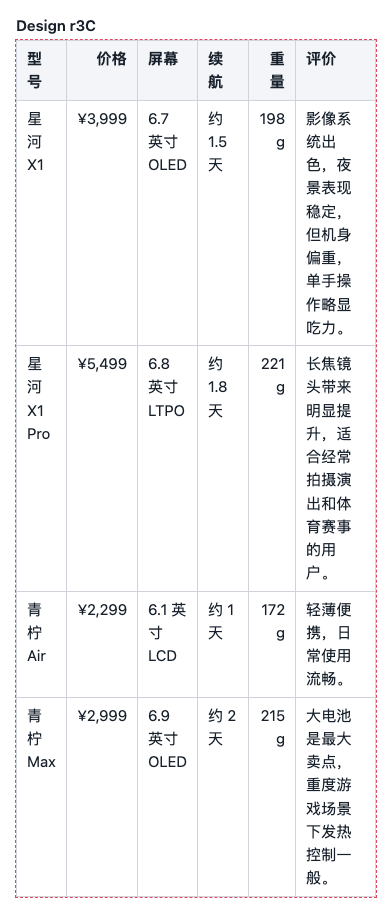 Design r3C
型号 价格 屏幕 续航 重量 评价
星河 X1 ¥3,999 6.7 英寸 OLED 约 1.5 天 198 g 影像系统出色，夜景表现稳定，但机身偏重，单手操作略显吃力。
星河 X1 Pro ¥5,499 6.8 英寸 LTPO 约 1.8 天 221 g 长焦镜头带来明显提升，适合经常拍摄演出和体育赛事的用户。
青柠 Air ¥2,299 6.1 英寸 LCD 约 1 天 172 g 轻薄便携，日常使用流畅。
青柠 Max ¥2,999 6.9 英寸 OLED 约 2 天 215 g 大电池是最大卖点，重度游戏场景下发热控制一般。